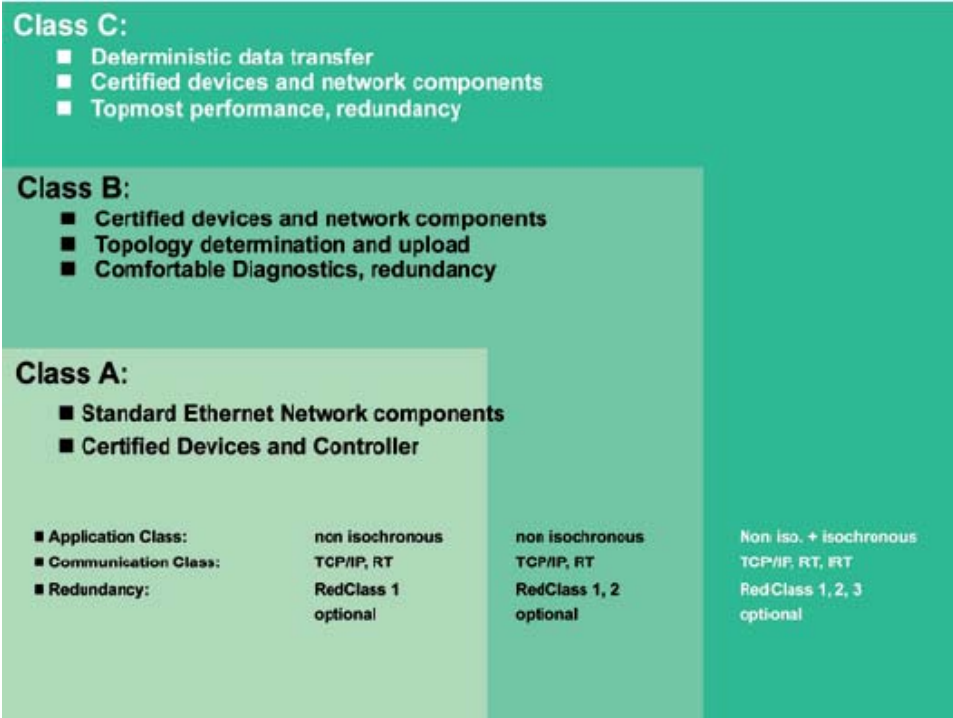 Class C:
■ Deterministic data transfer
■ Certified devices and network components
■ Topmost performance, redundancy
Class B:
■ Certified devices and network components
■ Topology determination and upload
■ Comfortable Diagnostics, redundancy
Class A:
■ Standard Ethernet Network components
■ Certified Devices and Controller
■ Application Class: non isochronous non isochronous Non iso. + isochronous
■ Communication Class: TCP/IP, RT TCP/IP, RT TCP/IP, RT, IRT
■ Redundancy: RedClass 1 RedClass 1, 2 RedClass 1, 2, 3
optional optional optional